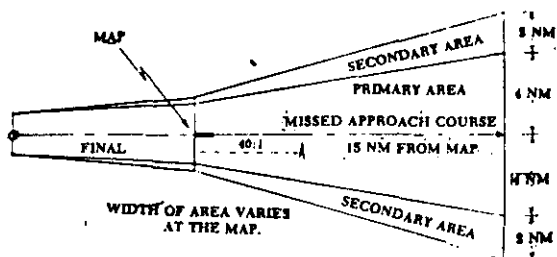 MAP
2 NM
SECONDARY AREA
PRIMARY AREA
4 NM
MISSED APPROACH COURSE
FINAL
40:1
15 NM FROM MAP.
NM
WIDTH OF AREA VARIES
AT THE MAP.
SECONDARY AREA
2 NM